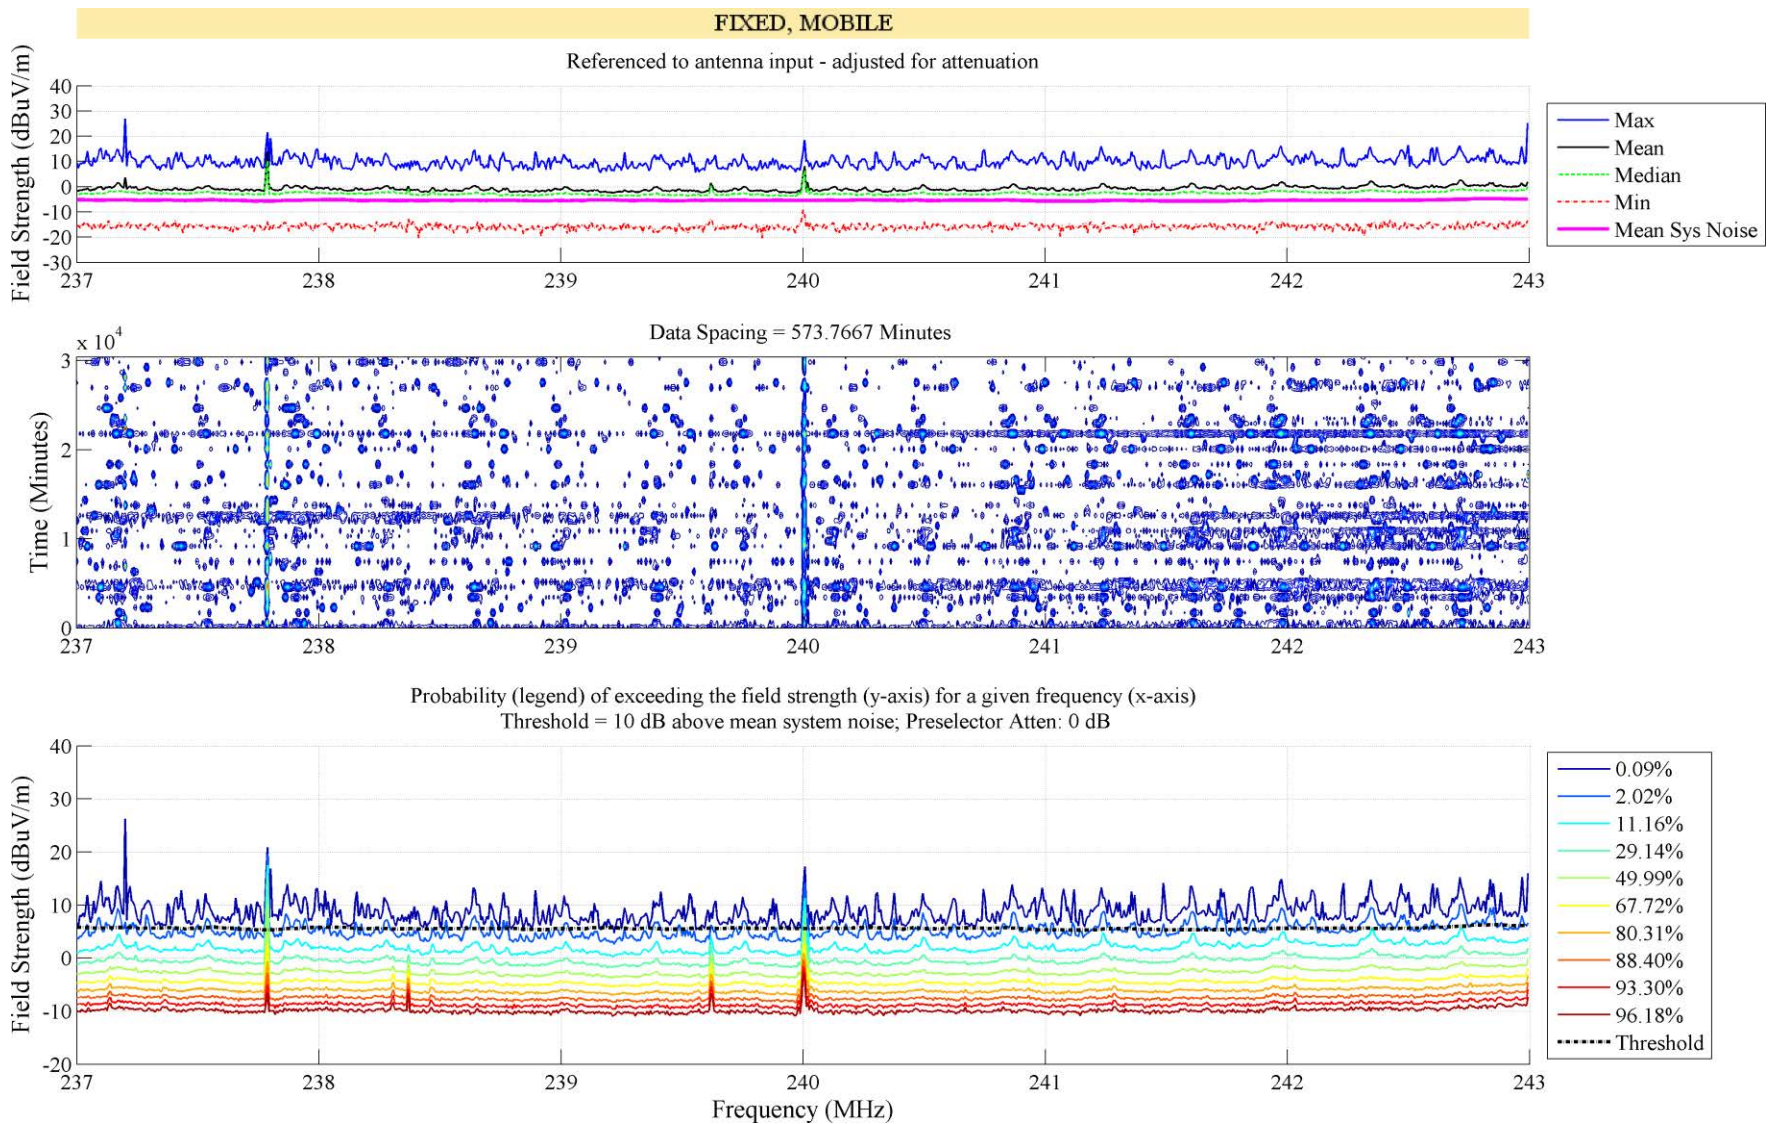 FIXED, MOBILE
Referenced to antenna input - adjusted for attenuation
Field Strength (dBuV/m)
40
30
20
10
0
-10
-20
-30
237 238 239 240 241 242 243
Max
Mean
Median
Min
Mean Sys Noise
Data Spacing = 573.7667 Minutes
x 10^4
Time (Minutes)
3
2
1
0
237 238 239 240 241 242 243
Probability (legend) of exceeding the field strength (y-axis) for a given frequency (x-axis)
Threshold = 10 dB above mean system noise; Preselector Atten: 0 dB
Field Strength (dBuV/m)
40
30
20
10
0
-10
-20
237 238 239 240 241 242 243
Frequency (MHz)
0.09%
2.02%
11.16%
29.14%
49.99%
67.72%
80.31%
88.40%
93.30%
96.18%
Threshold